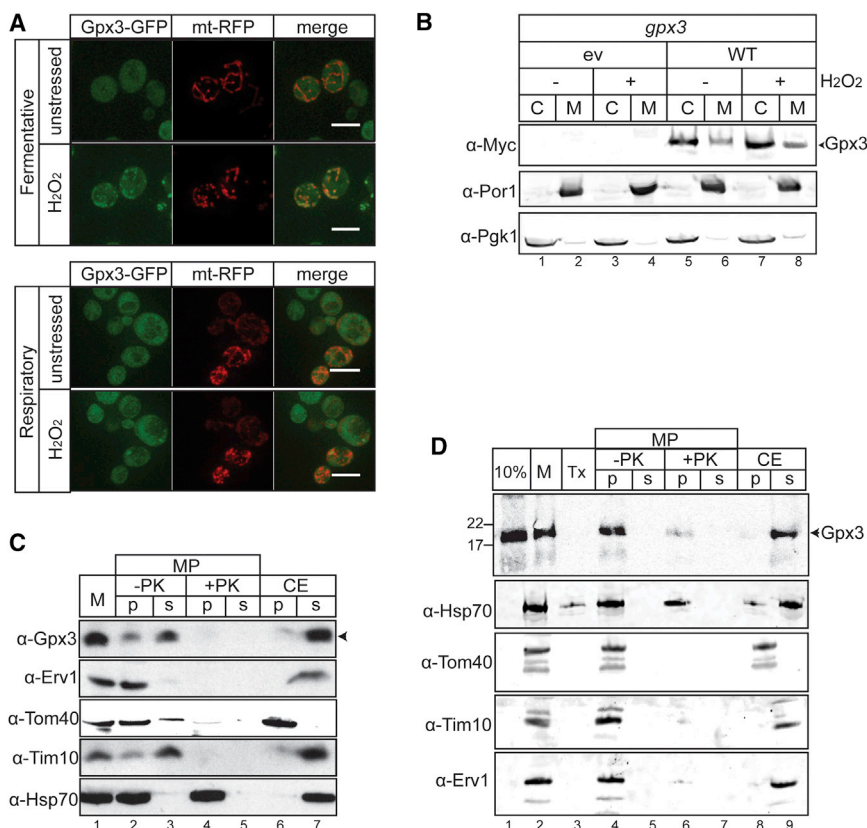 A
Gpx3-GFP mt-RFP merge
Fermentative
unstressed
H2O2
Gpx3-GFP mt-RFP merge
Respiratory
unstressed
H2O2
B
gpx3
ev WT
- + - + H2O2
C M C M C M C M
α-Myc
◂Gpx3
α-Por1
α-Pgk1
1 2 3 4 5 6 7 8
C
MP
M -PK +PK CE
p s p s p s
α-Gpx3
α-Erv1
α-Tom40
α-Tim10
α-Hsp70
1 2 3 4 5 6 7
D
MP
10% M Tx -PK +PK CE
p s p s p s
22
17
Gpx3
α-Hsp70
α-Tom40
α-Tim10
α-Erv1
1 2 3 4 5 6 7 8 9